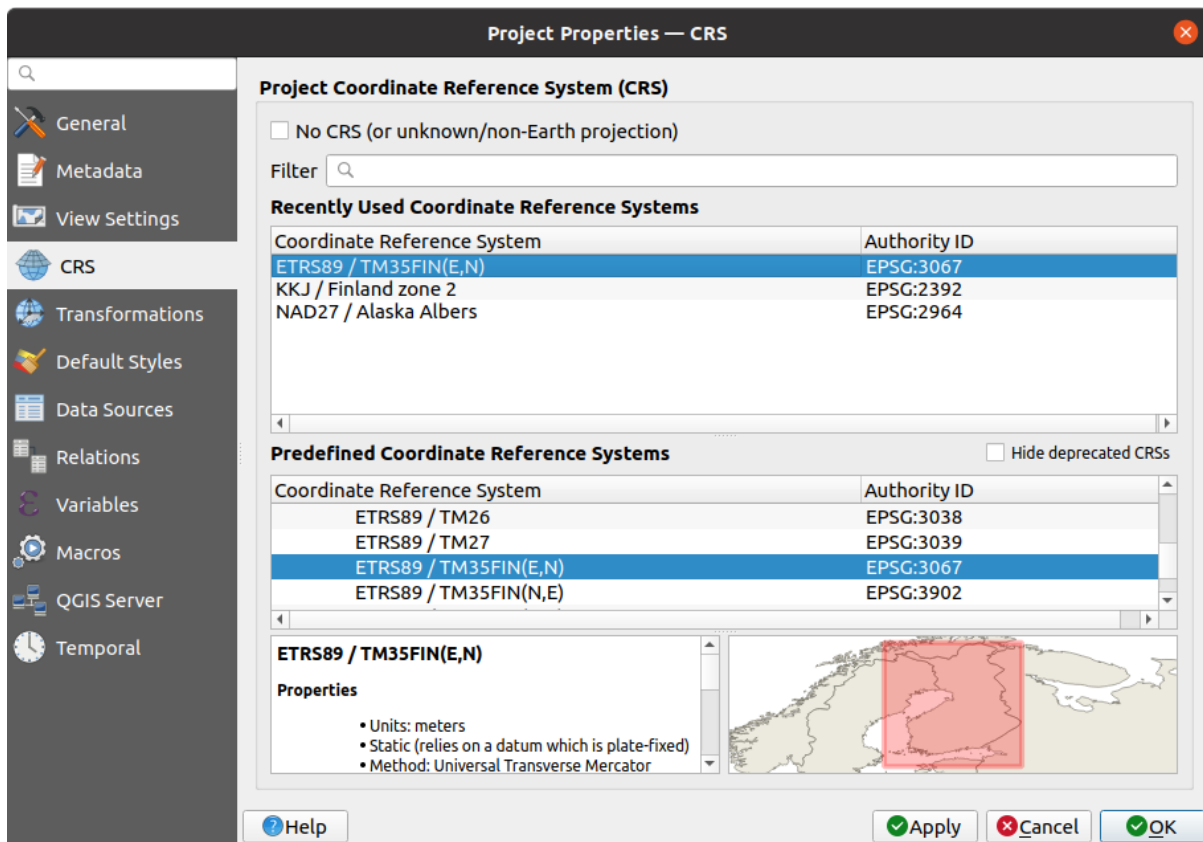 Project Properties — CRS
General
Metadata
View Settings
CRS
Transformations
Default Styles
Data Sources
Relations
Variables
Macros
QGIS Server
Temporal
Project Coordinate Reference System (CRS)
No CRS (or unknown/non-Earth projection)
Filter
Recently Used Coordinate Reference Systems
Coordinate Reference System Authority ID
ETRS89 / TM35FIN(E,N) EPSG:3067
KKJ / Finland zone 2 EPSG:2392
NAD27 / Alaska Albers EPSG:2964
Predefined Coordinate Reference Systems Hide deprecated CRSs
Coordinate Reference System Authority ID
ETRS89 / TM26 EPSG:3038
ETRS89 / TM27 EPSG:3039
ETRS89 / TM35FIN(E,N) EPSG:3067
ETRS89 / TM35FIN(N,E) EPSG:3902
ETRS89 / TM35FIN(E,N)
Properties
• Units: meters
• Static (relies on a datum which is plate-fixed)
• Method: Universal Transverse Mercator
Help Apply Cancel OK